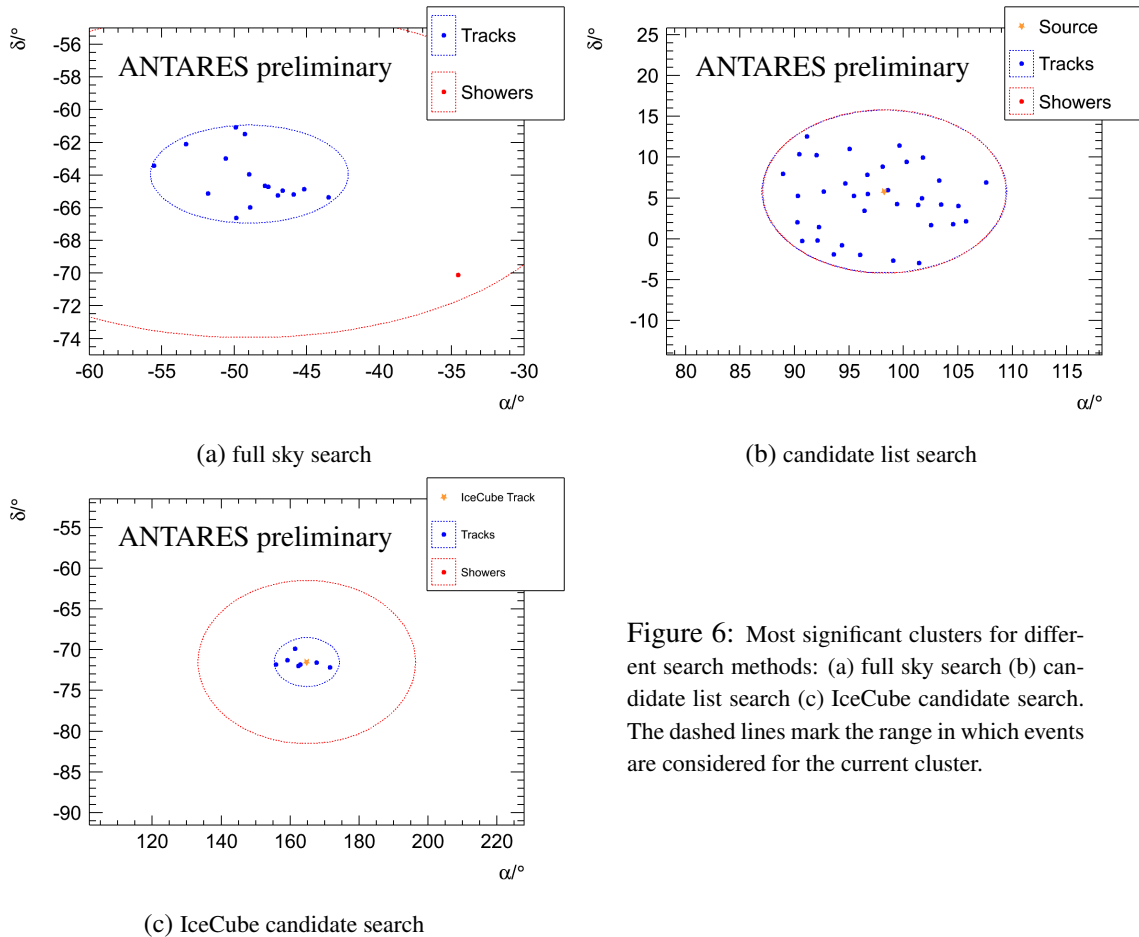 δ/°
-56
-58
-60
-62
-64
-66
-68
-70
-72
-74
ANTARES preliminary
Tracks
Showers
-60 -55 -50 -45 -40 -35 -30
α/°
(a) full sky search
δ/°
25
20
15
10
5
0
-5
-10
ANTARES preliminary
Source
Tracks
Showers
80 85 90 95 100 105 110 115
α/°
(b) candidate list search
δ/°
-55
-60
-65
-70
-75
-80
-85
-90
ANTARES preliminary
IceCube Track
Tracks
Showers
120 140 160 180 200 220
α/°
(c) IceCube candidate search
Figure 6: Most significant clusters for differ-
ent search methods: (a) full sky search (b) can-
didate list search (c) IceCube candidate search.
The dashed lines mark the range in which events
are considered for the current cluster.